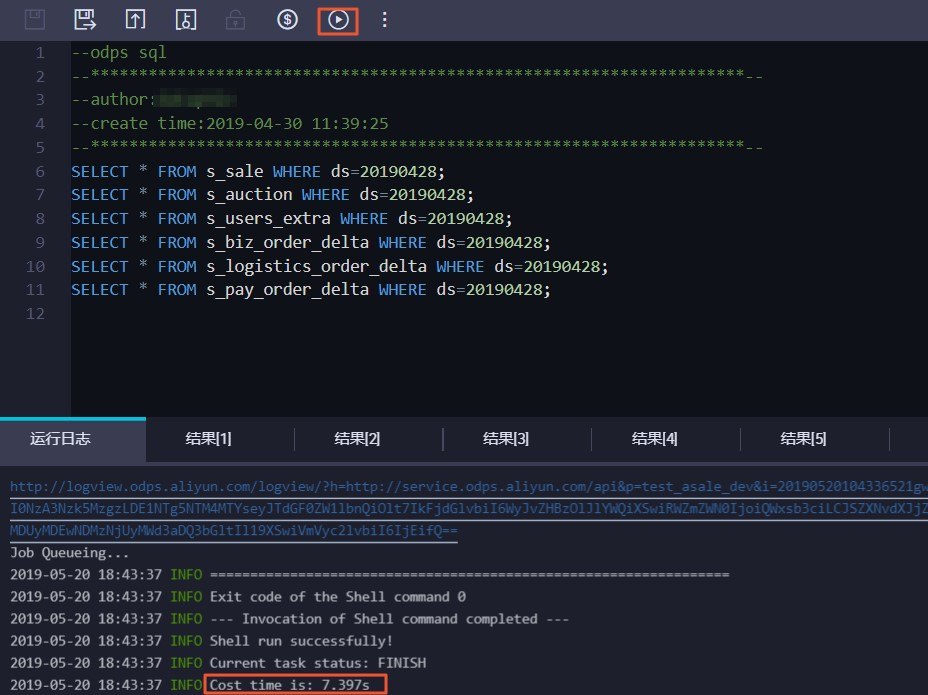 1 --odps sql
2 --********************************************************************--
3 --author:
4 --create time:2019-04-30 11:39:25
5 --********************************************************************--
6 SELECT * FROM s_sale WHERE ds=20190428;
7 SELECT * FROM s_auction WHERE ds=20190428;
8 SELECT * FROM s_users_extra WHERE ds=20190428;
9 SELECT * FROM s_biz_order_delta WHERE ds=20190428;
10 SELECT * FROM s_logistics_order_delta WHERE ds=20190428;
11 SELECT * FROM s_pay_order_delta WHERE ds=20190428;
12
运行日志 结果[1] 结果[2] 结果[3] 结果[4] 结果[5]
http://logview.odps.aliyun.com/logview/?h=http://service.odps.aliyun.com/api&p=test_asale_dev&i=20190520104336521gw
Job Queueing...
2019-05-20 18:43:37 INFO =================================================================
2019-05-20 18:43:37 INFO Exit code of the Shell command 0
2019-05-20 18:43:37 INFO --- Invocation of Shell command completed ---
2019-05-20 18:43:37 INFO Shell run successfully!
2019-05-20 18:43:37 INFO Current task status: FINISH
2019-05-20 18:43:37 INFO Cost time is: 7.397s